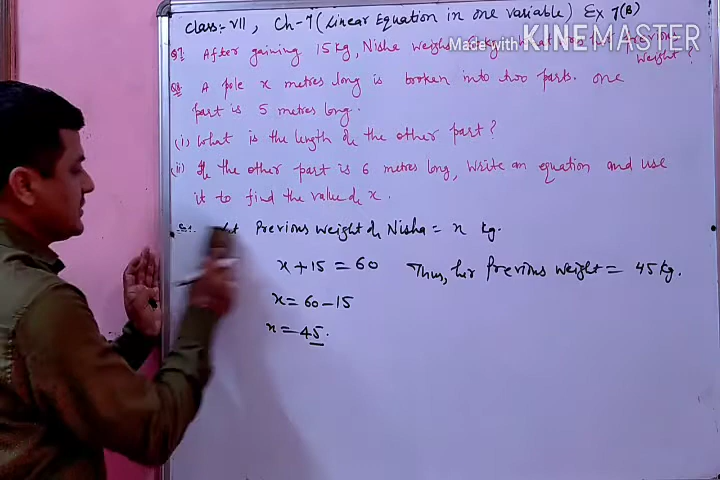 Class:- VII, Ch-7 (Linear Equation in one variable) Ex 7(B)
Q7. After gaining 15 kg, Nisha weighs
Made with KINEMASTER
weight?
Q8. A pole x metres long is broken into two parts. one
part is 5 metres long.
(i) What is the length of the other part?
(ii) If the other part is 6 metres long, Write an equation and use
it to find the value of x.
Previous weight of Nisha = x kg.
x + 15 = 60 Thus, her Previous weight = 45 kg.
x = 60 - 15
x = 45.